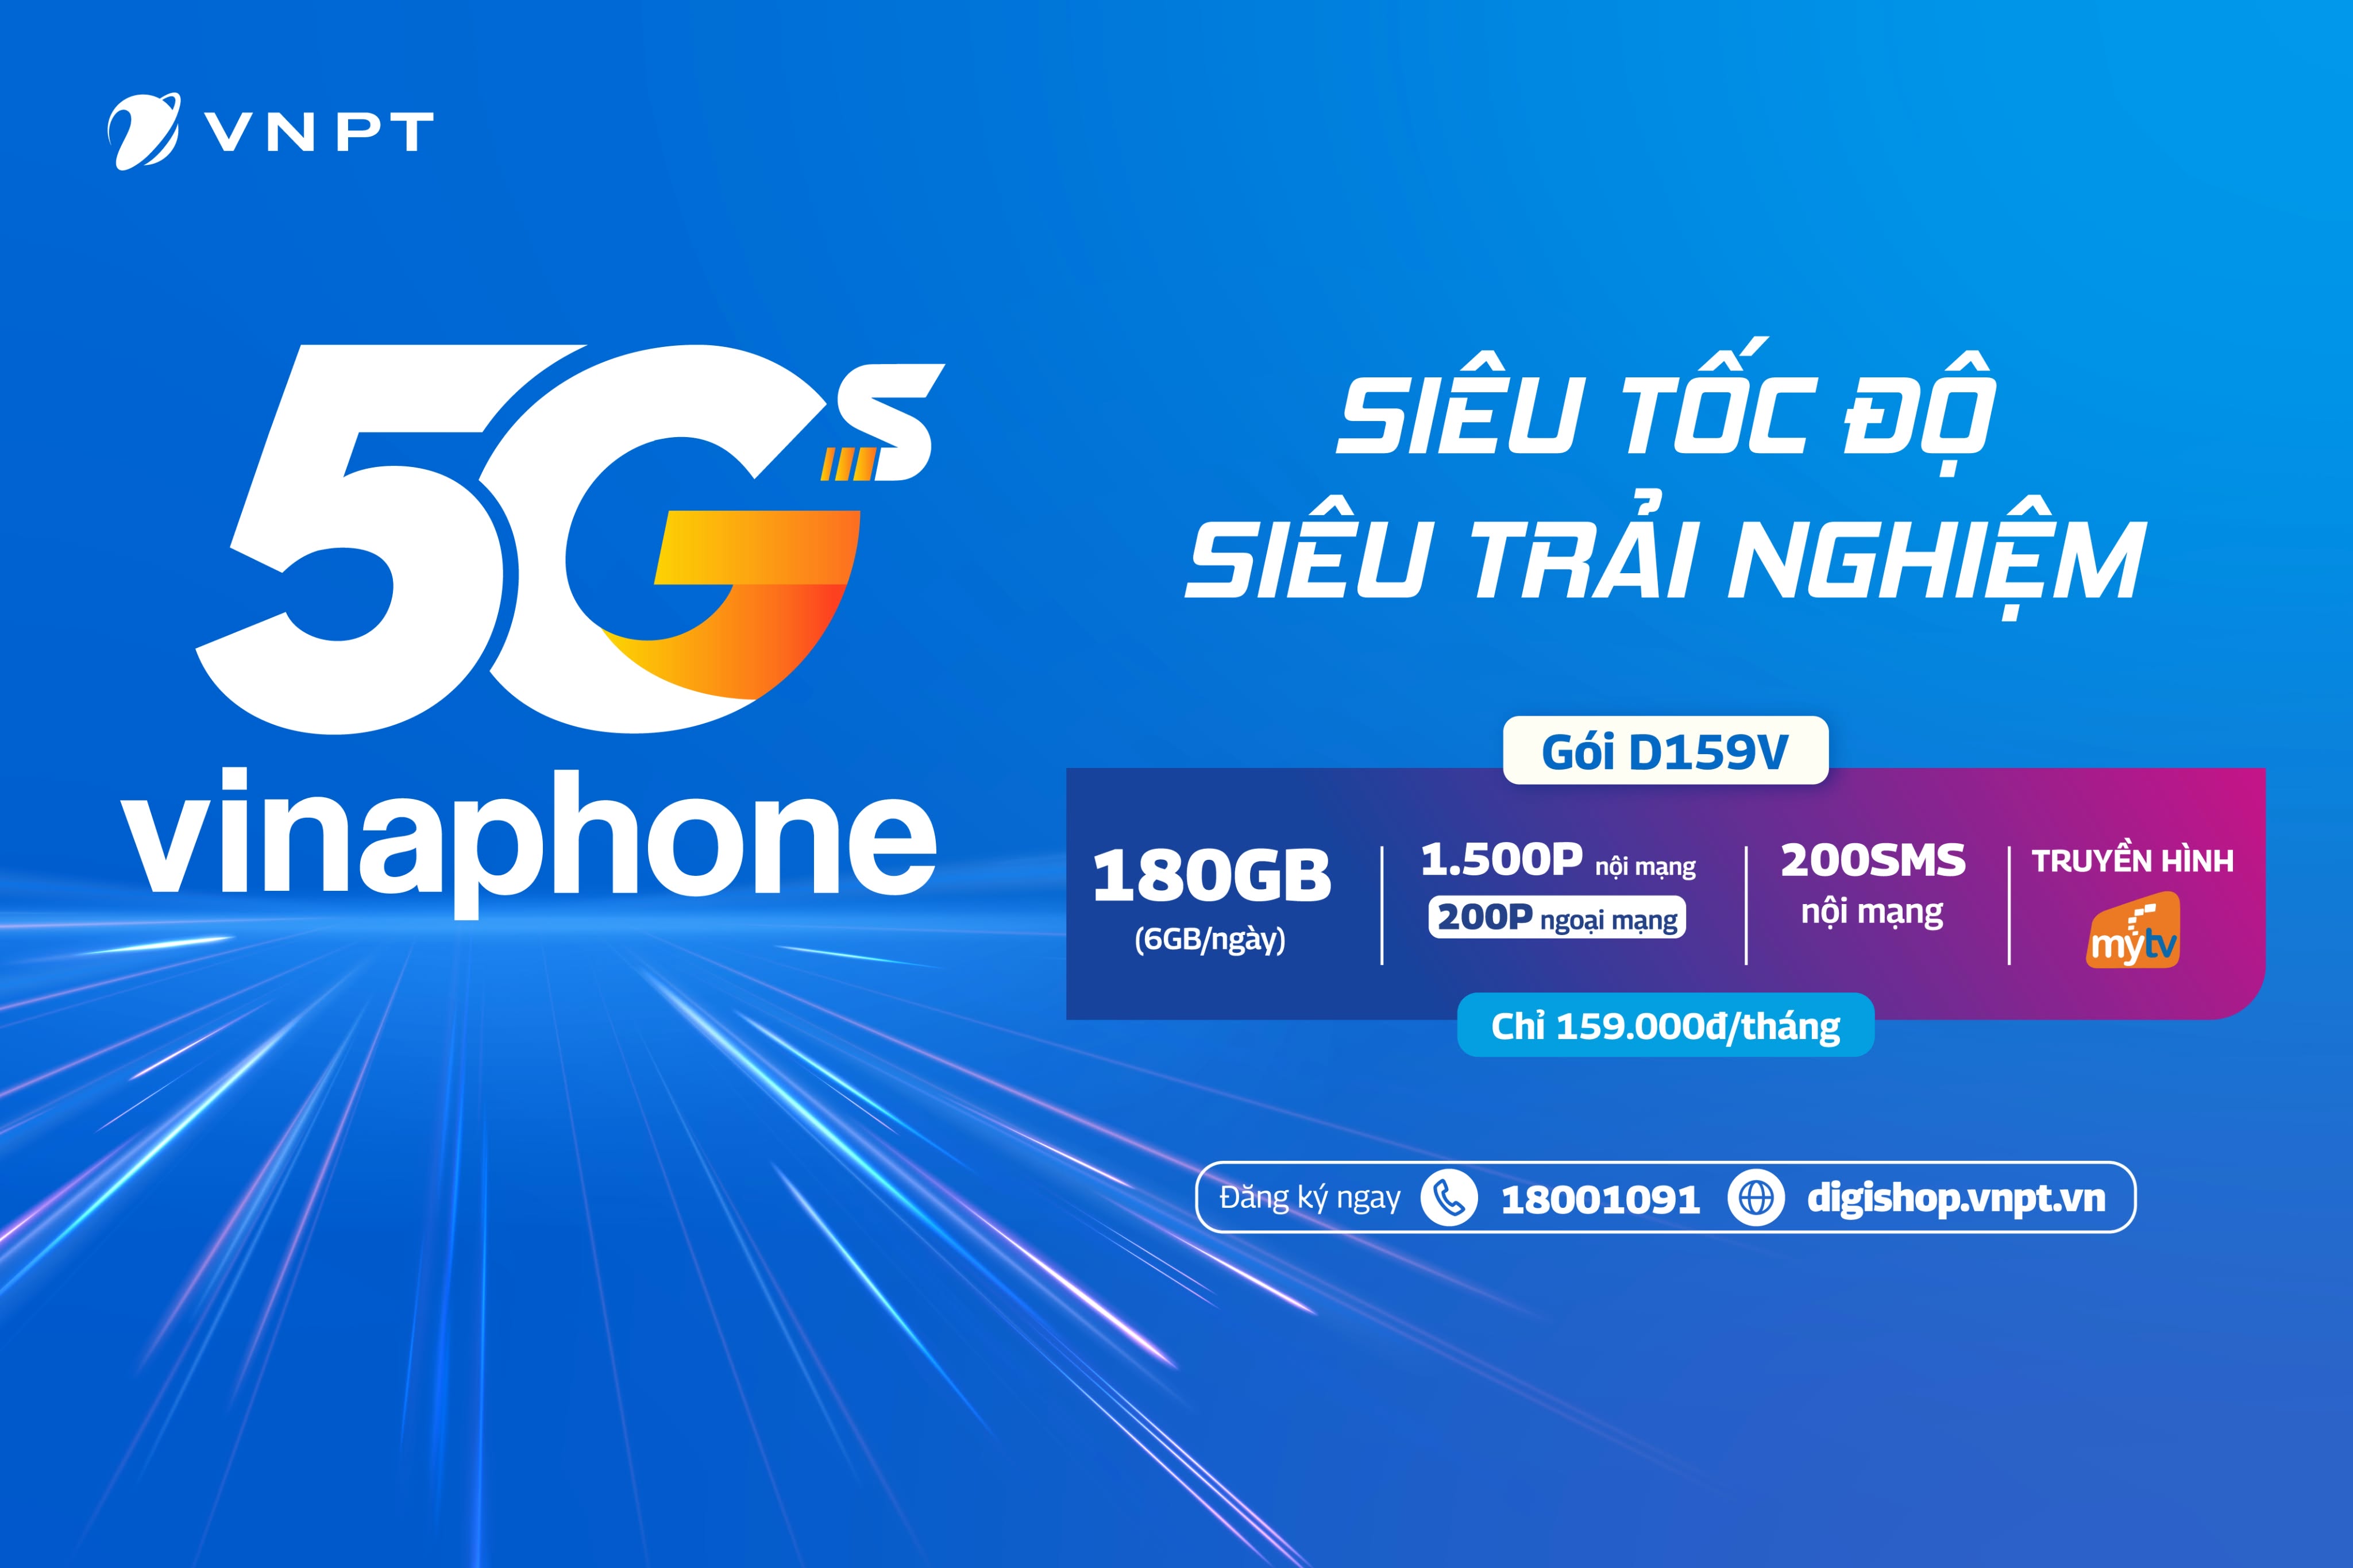 VNPT
5Gs
vinaphone
SIÊU TỐC ĐỘ
SIÊU TRẢI NGHIỆM
Gói D159V
180GB
(6GB/ngày)
1.500P nội mạng
200P ngoại mạng
200SMS
nội mạng
TRUYỀN HÌNH
mytv
Chỉ 159.000đ/tháng
Đăng ký ngay 18001091 digishop.vnpt.vn